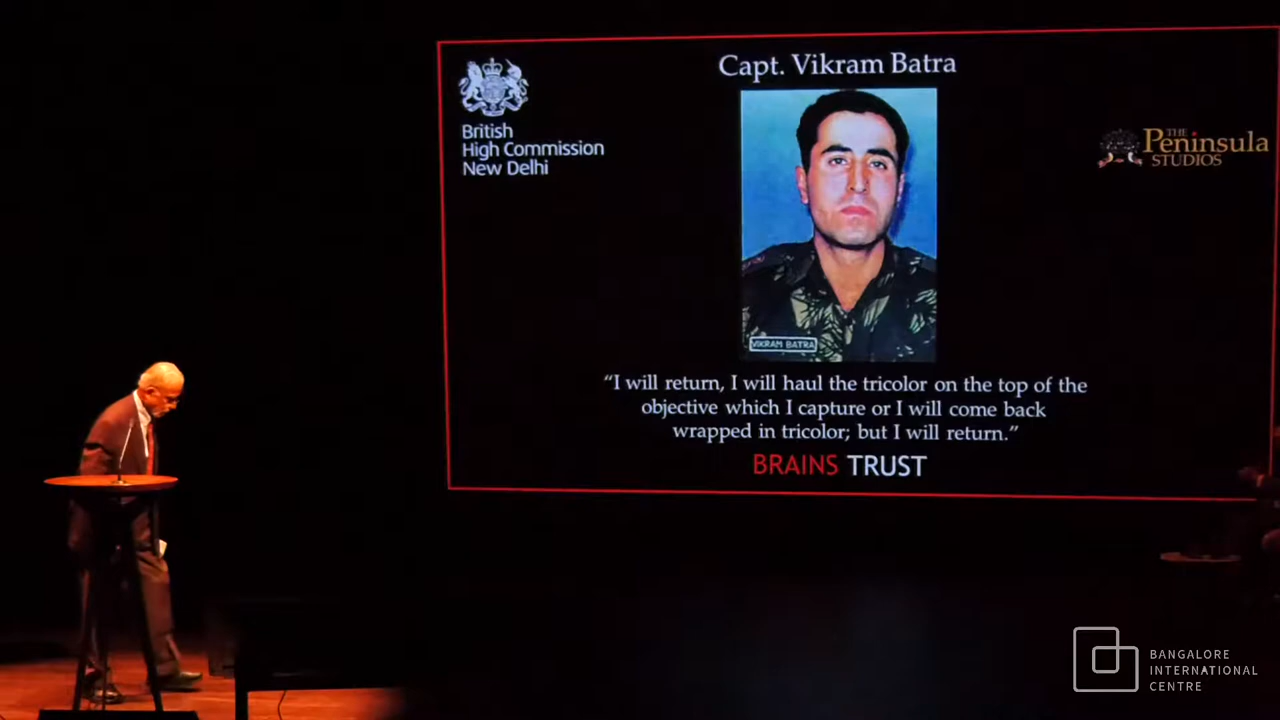 Capt. Vikram Batra
British
High Commission
New Delhi
THE
Peninsula
STUDIOS
VIKRAM BATRA
“I will return, I will haul the tricolor on the top of the
objective which I capture or I will come back
wrapped in tricolor; but I will return.”
BRAINS TRUST
BANGALORE
INTERNATIONAL
CENTRE